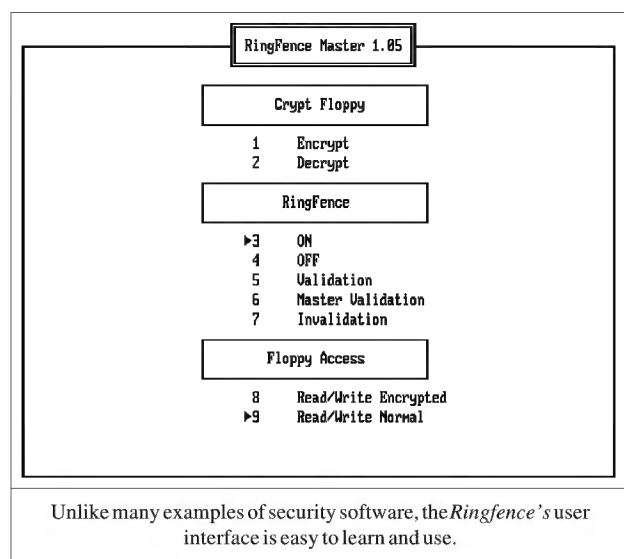 RingFence Master 1.05
Crypt Floppy
1 Encrypt
2 Decrypt
RingFence
▶3 ON
4 OFF
5 Validation
6 Master Validation
7 Invalidation
Floppy Access
8 Read/Write Encrypted
▶9 Read/Write Normal
Unlike many examples of security software, the Ringfence's user
interface is easy to learn and use.